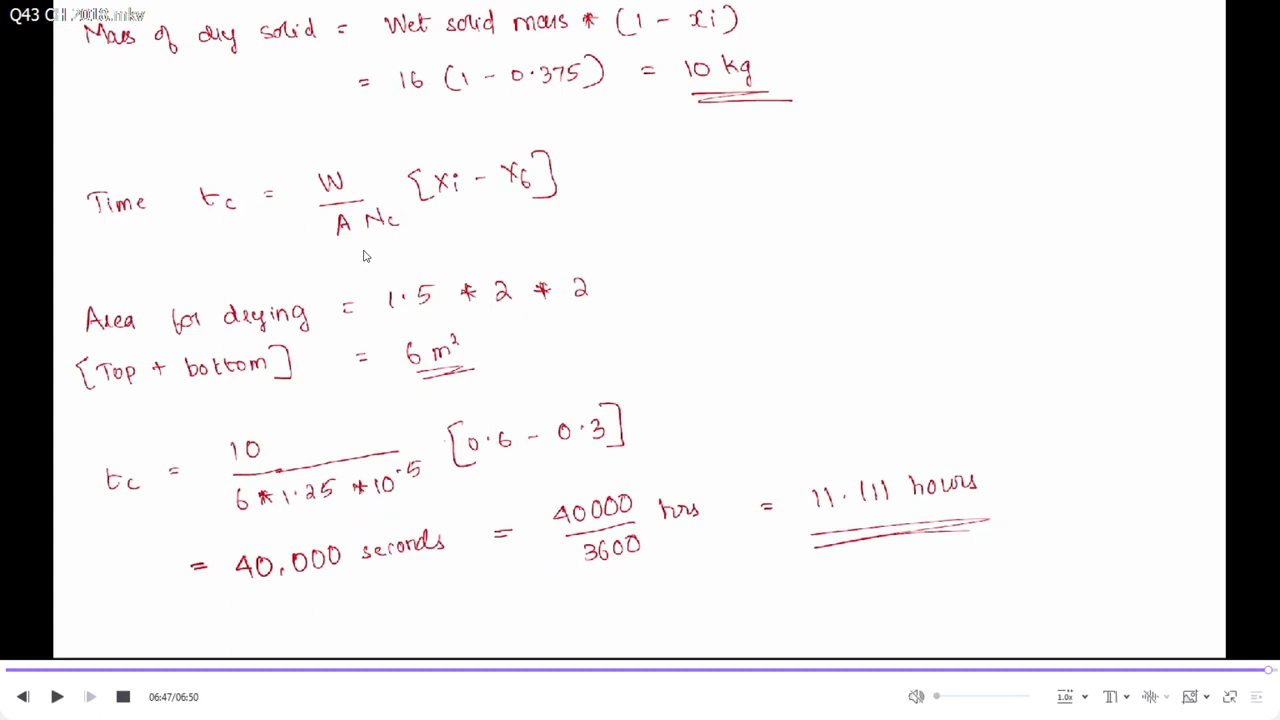 Q43 CH 2018.mkv
Mass of dry solid = Wet solid mass * (1 - xi)
= 16 (1 - 0.375) = 10 kg
Time tc = W / A Nc [Xi - X6]
Area for drying = 1.5 * 2 * 2
[Top + bottom] = 6 m²
tc = 10 / 6 * 1.25 * 10^-5 [0.6 - 0.3]
= 40,000 seconds = 40000 / 3600 hrs = 11.111 hours
06:47/06:50
1.0x